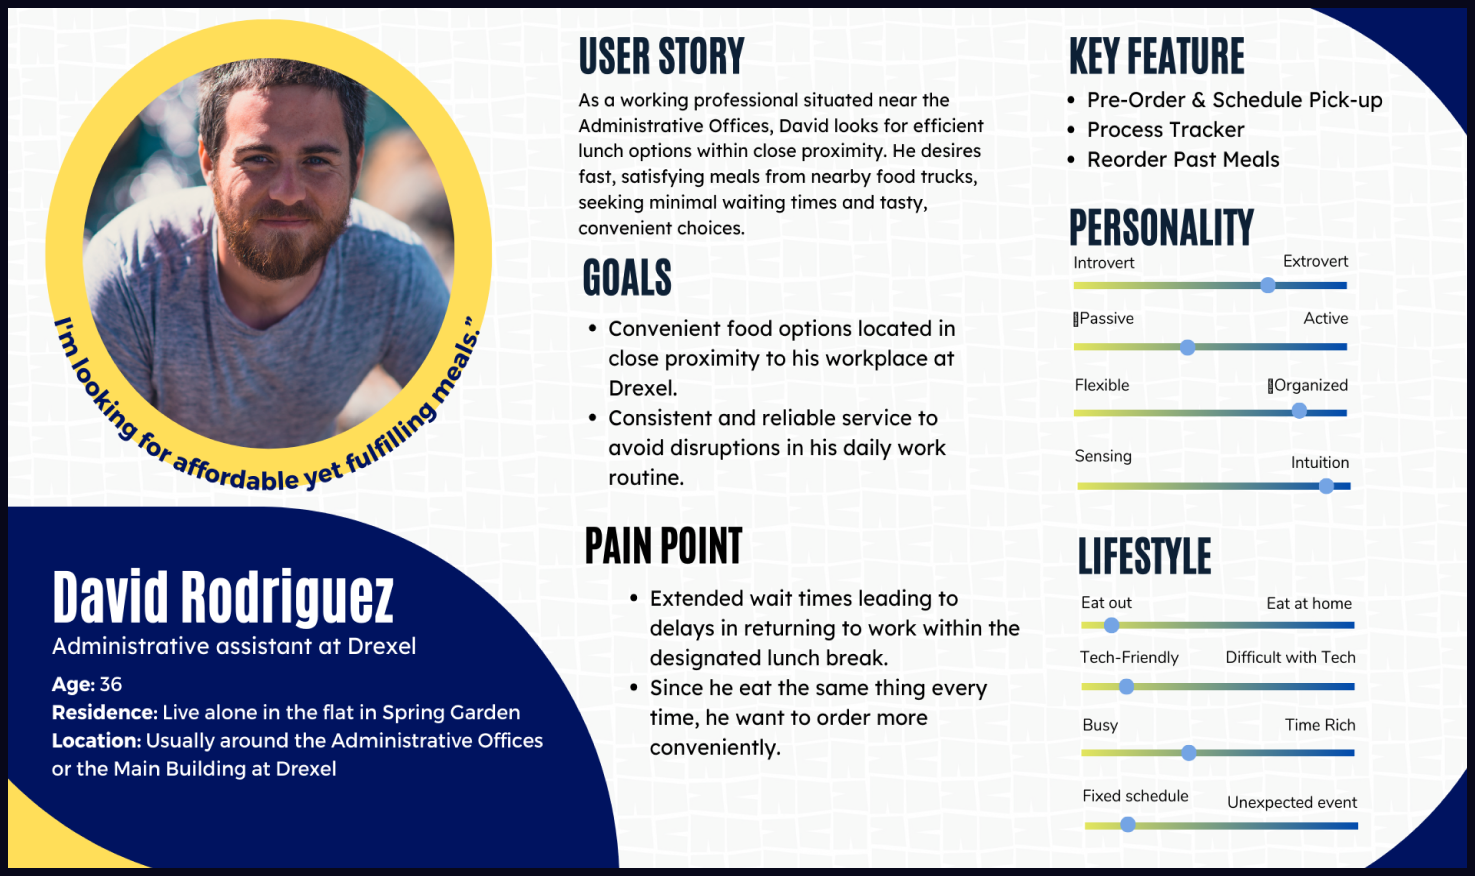 I'm looking for affordable yet fulfilling meals.”
David Rodriguez
Administrative assistant at Drexel
Age: 36
Residence: Live alone in the flat in Spring Garden
Location: Usually around the Administrative Offices
or the Main Building at Drexel
USER STORY
As a working professional situated near the
Administrative Offices, David looks for efficient
lunch options within close proximity. He desires
fast, satisfying meals from nearby food trucks,
seeking minimal waiting times and tasty,
convenient choices.
GOALS
• Convenient food options located in
close proximity to his workplace at
Drexel.
• Consistent and reliable service to
avoid disruptions in his daily work
routine.
PAIN POINT
• Extended wait times leading to
delays in returning to work within the
designated lunch break.
• Since he eat the same thing every
time, he want to order more
conveniently.
KEY FEATURE
• Pre-Order & Schedule Pick-up
• Process Tracker
• Reorder Past Meals
PERSONALITY
Introvert Extrovert
Passive Active
Flexible Organized
Sensing Intuition
LIFESTYLE
Eat out Eat at home
Tech-Friendly Difficult with Tech
Busy Time Rich
Fixed schedule Unexpected event